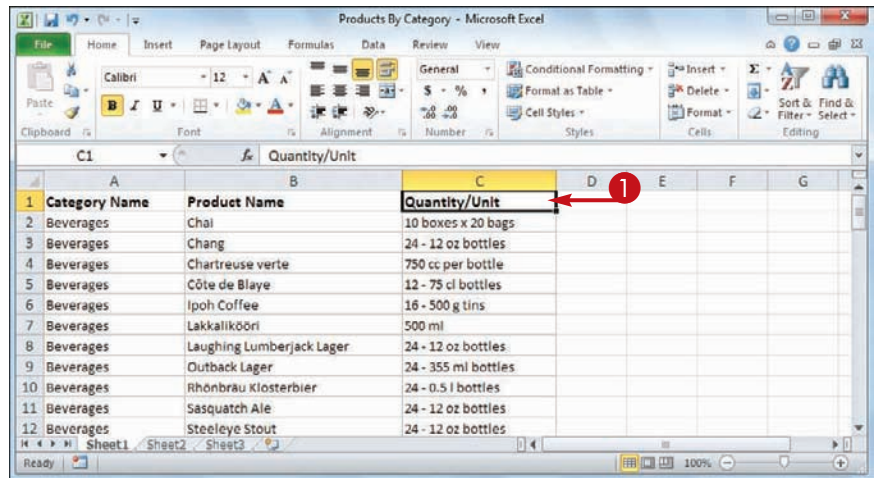 Products By Category - Microsoft Excel
File Home Insert Page Layout Formulas Data Review View
Paste Calibri 12 A A General Conditional Formatting Insert Σ
B I U A $ % , Format as Table Delete Sort & Filter Find & Select
.0 .00 .00 .0 Cell Styles Format
Clipboard Font Alignment Number Styles Cells Editing
C1 fx Quantity/Unit
A B C D E F G
1 Category Name Product Name Quantity/Unit 1
2 Beverages Chai 10 boxes x 20 bags
3 Beverages Chang 24 - 12 oz bottles
4 Beverages Chartreuse verte 750 cc per bottle
5 Beverages Côte de Blaye 12 - 75 cl bottles
6 Beverages Ipoh Coffee 16 - 500 g tins
7 Beverages Lakkalikööri 500 ml
8 Beverages Laughing Lumberjack Lager 24 - 12 oz bottles
9 Beverages Outback Lager 24 - 355 ml bottles
10 Beverages Rhönbräu Klosterbier 24 - 0.5 l bottles
11 Beverages Sasquatch Ale 24 - 12 oz bottles
12 Beverages Steeleye Stout 24 - 12 oz bottles
Sheet1 Sheet2 Sheet3
Ready 100%